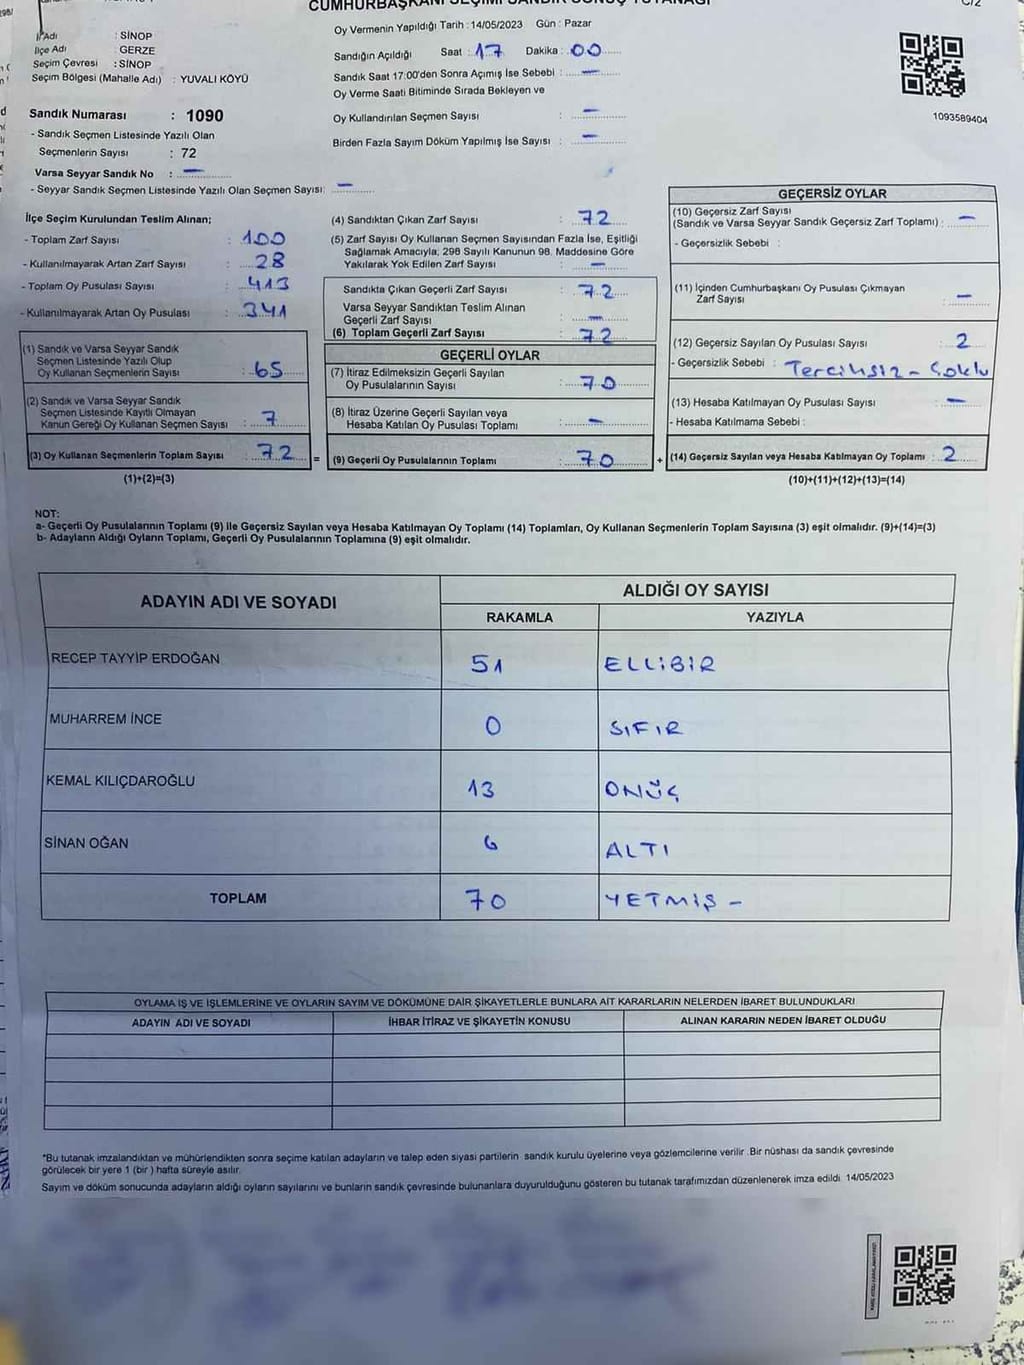 CUMHURBAŞKANI SEÇİMİ SANDIK SONUÇ TUTANAĞI
C/2
İl Adı : SİNOP
İlçe Adı : GERZE
Seçim Çevresi : SİNOP
Seçim Bölgesi (Mahalle Adı) : YUVALI KÖYÜ
Sandık Numarası : 1090
- Sandık Seçmen Listesinde Yazılı Olan
Seçmenlerin Sayısı : 72
Varsa Seyyar Sandık No : —
- Seyyar Sandık Seçmen Listesinde Yazılı Olan Seçmen Sayısı: —
Oy Vermenin Yapıldığı Tarih : 14/05/2023 Gün : Pazar
Sandığın Açıldığı Saat : 17 Dakika : 00
Sandık Saat 17:00'den Sonra Açımış İse Sebebi : —
Oy Verme Saati Bitiminde Sırada Bekleyen ve
Oy Kullandırılan Seçmen Sayısı : —
Birden Fazla Sayım Döküm Yapılmış İse Sayısı : —
1093589404
İlçe Seçim Kurulundan Teslim Alınan;
- Toplam Zarf Sayısı : 100
- Kullanılmayarak Artan Zarf Sayısı : 28
- Toplam Oy Pusulası Sayısı : 413
- Kullanılmayarak Artan Oy Pusulası : 341
(1) Sandık ve Varsa Seyyar Sandık
Seçmen Listesinde Yazılı Olup
Oy Kullanan Seçmenlerin Sayısı : 65
(2) Sandık ve Varsa Seyyar Sandık
Seçmen Listesinde Kayıtlı Olmayan
Kanun Gereği Oy Kullanan Seçmen Sayısı : 7
(3) Oy Kullanan Seçmenlerin Toplam Sayısı : 72
(1)+(2)=(3)
(4) Sandıktan Çıkan Zarf Sayısı : 72
(5) Zarf Sayısı Oy Kullanan Seçmen Sayısından Fazla İse, Eşitliği
Sağlamak Amacıyla; 298 Sayılı Kanunun 98. Maddesine Göre
Yakılarak Yok Edilen Zarf Sayısı : —
Sandıkta Çıkan Geçerli Zarf Sayısı : 72
Varsa Seyyar Sandıktan Teslim Alınan
Geçerli Zarf Sayısı : —
(6) Toplam Geçerli Zarf Sayısı : 72
GEÇERLİ OYLAR
(7) İtiraz Edilmeksizin Geçerli Sayılan
Oy Pusulalarının Sayısı : 70
(8) İtiraz Üzerine Geçerli Sayılan veya
Hesaba Katılan Oy Pusulası Toplamı : —
= (9) Geçerli Oy Pusulalarının Toplamı : 70
GEÇERSİZ OYLAR
(10) Geçersiz Zarf Sayısı
(Sandık ve Varsa Seyyar Sandık Geçersiz Zarf Toplamı) : —
- Geçersizlik Sebebi :
(11) İçinden Cumhurbaşkanı Oy Pusulası Çıkmayan
Zarf Sayısı : —
(12) Geçersiz Sayılan Oy Pusulası Sayısı : 2
- Geçersizlik Sebebi : Tercihsiz - Çoklu
(13) Hesaba Katılmayan Oy Pusulası Sayısı : —
- Hesaba Katılmama Sebebi :
+ (14) Geçersiz Sayılan veya Hesaba Katılmayan Oy Toplamı : 2
(10)+(11)+(12)+(13)=(14)
NOT:
a- Geçerli Oy Pusulalarının Toplamı (9) ile Geçersiz Sayılan veya Hesaba Katılmayan Oy Toplamı (14) Toplamları, Oy Kullanan Seçmenlerin Toplam Sayısına (3) eşit olmalıdır. (9)+(14)=(3)
b- Adayların Aldığı Oyların Toplamı, Geçerli Oy Pusulalarının Toplamına (9) eşit olmalıdır.
ADAYIN ADI VE SOYADI ALDIĞI OY SAYISI
RAKAMLA YAZIYLA
RECEP TAYYİP ERDOĞAN 51 ELLİBİR
MUHARREM İNCE 0 SIFIR
KEMAL KILIÇDAROĞLU 13 ONÜÇ
SİNAN OĞAN 6 ALTI
TOPLAM 70 YETMİŞ -
OYLAMA İŞ VE İŞLEMLERİNE VE OYLARIN SAYIM VE DÖKÜMÜNE DAİR ŞİKAYETLERLE BUNLARA AİT KARARLARIN NELERDEN İBARET BULUNDUKLARI
ADAYIN ADI VE SOYADI İHBAR İTİRAZ VE ŞİKAYETİN KONUSU ALINAN KARARIN NEDEN İBARET OLDUĞU
*Bu tutanak imzalandıktan ve mühürlendikten sonra seçime katılan adayların ve talep eden siyasi partilerin sandık kurulu üyelerine veya gözlemcilerine verilir. Bir nüshası da sandık çevresinde
görülecek bir yere 1 (bir ) hafta süreyle asılır.
Sayım ve döküm sonucunda adayların aldığı oyların sayılarını ve bunların sandık çevresinde bulunanlara duyurulduğunu gösteren bu tutanak tarafımızdan düzenlenerek imza edildi. 14/05/2023